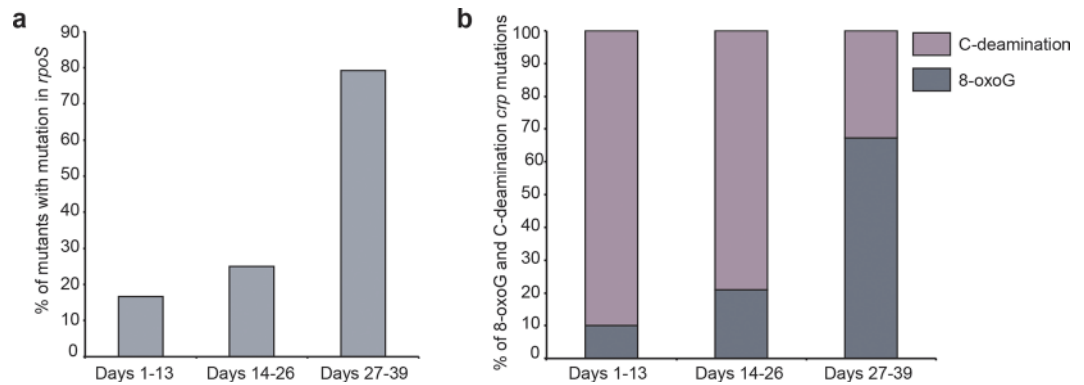 a
% of mutants with mutation in rpoS
90
80
70
60
50
40
30
20
10
0
Days 1-13
Days 14-26
Days 27-39
b
% of 8-oxoG and C-deamination crp mutations
100
90
80
70
60
50
40
30
20
10
0
Days 1-13
Days 14-26
Days 27-39
C-deamination
8-oxoG